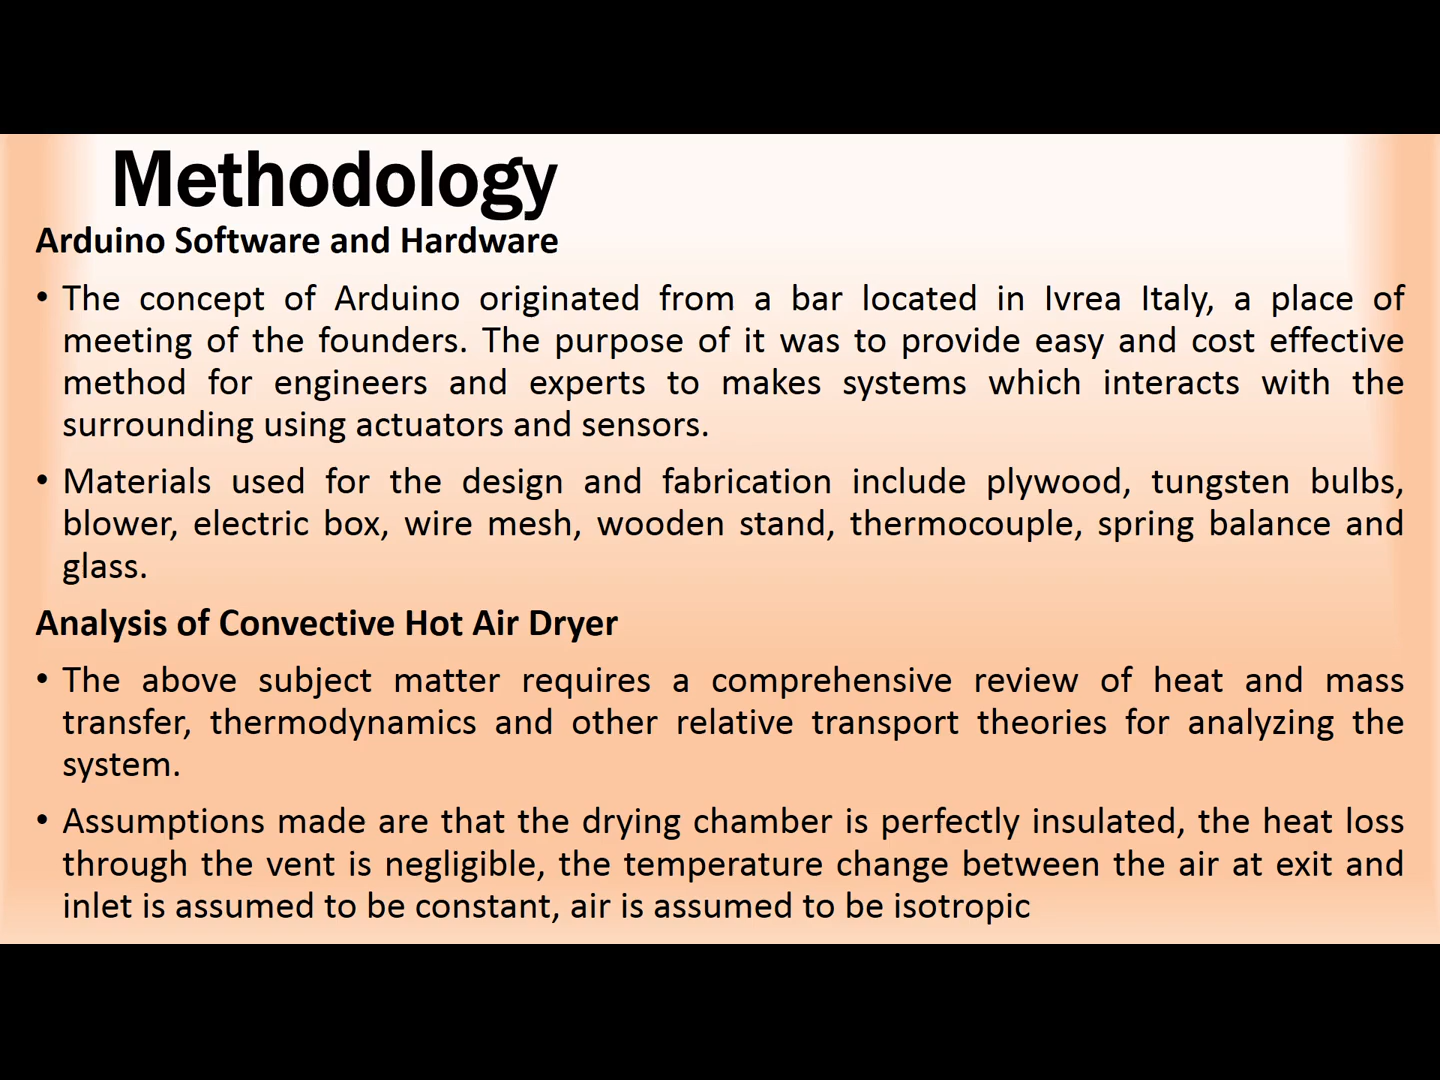 Methodology
Arduino Software and Hardware
• The concept of Arduino originated from a bar located in Ivrea Italy, a place of
meeting of the founders. The purpose of it was to provide easy and cost effective
method for engineers and experts to makes systems which interacts with the
surrounding using actuators and sensors.
• Materials used for the design and fabrication include plywood, tungsten bulbs,
blower, electric box, wire mesh, wooden stand, thermocouple, spring balance and
glass.
Analysis of Convective Hot Air Dryer
• The above subject matter requires a comprehensive review of heat and mass
transfer, thermodynamics and other relative transport theories for analyzing the
system.
• Assumptions made are that the drying chamber is perfectly insulated, the heat loss
through the vent is negligible, the temperature change between the air at exit and
inlet is assumed to be constant, air is assumed to be isotropic